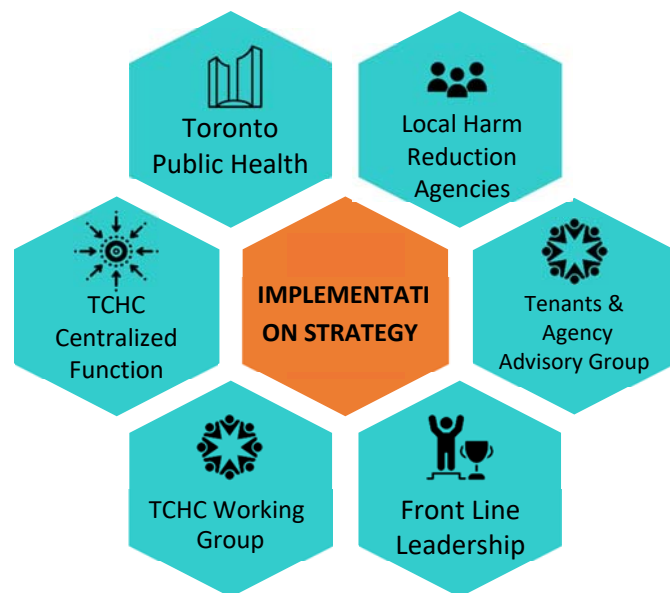 Toronto
Public Health
Local Harm
Reduction
Agencies
TCHC
Centralized
Function
IMPLEMENTATI
ON STRATEGY
Tenants &
Agency
Advisory Group
TCHC Working
Group
Front Line
Leadership